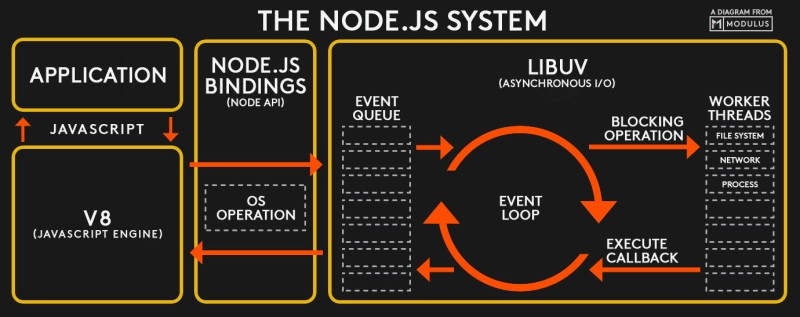 THE NODE.JS SYSTEM
A DIAGRAM FROM
MODULUS
APPLICATION
JAVASCRIPT
V8
(JAVASCRIPT ENGINE)
NODE.JS
BINDINGS
(NODE API)
OS
OPERATION
LIBUV
(ASYNCHRONOUS I/O)
EVENT
QUEUE
EVENT
LOOP
BLOCKING
OPERATION
EXECUTE
CALLBACK
WORKER
THREADS
FILE SYSTEM
NETWORK
PROCESS